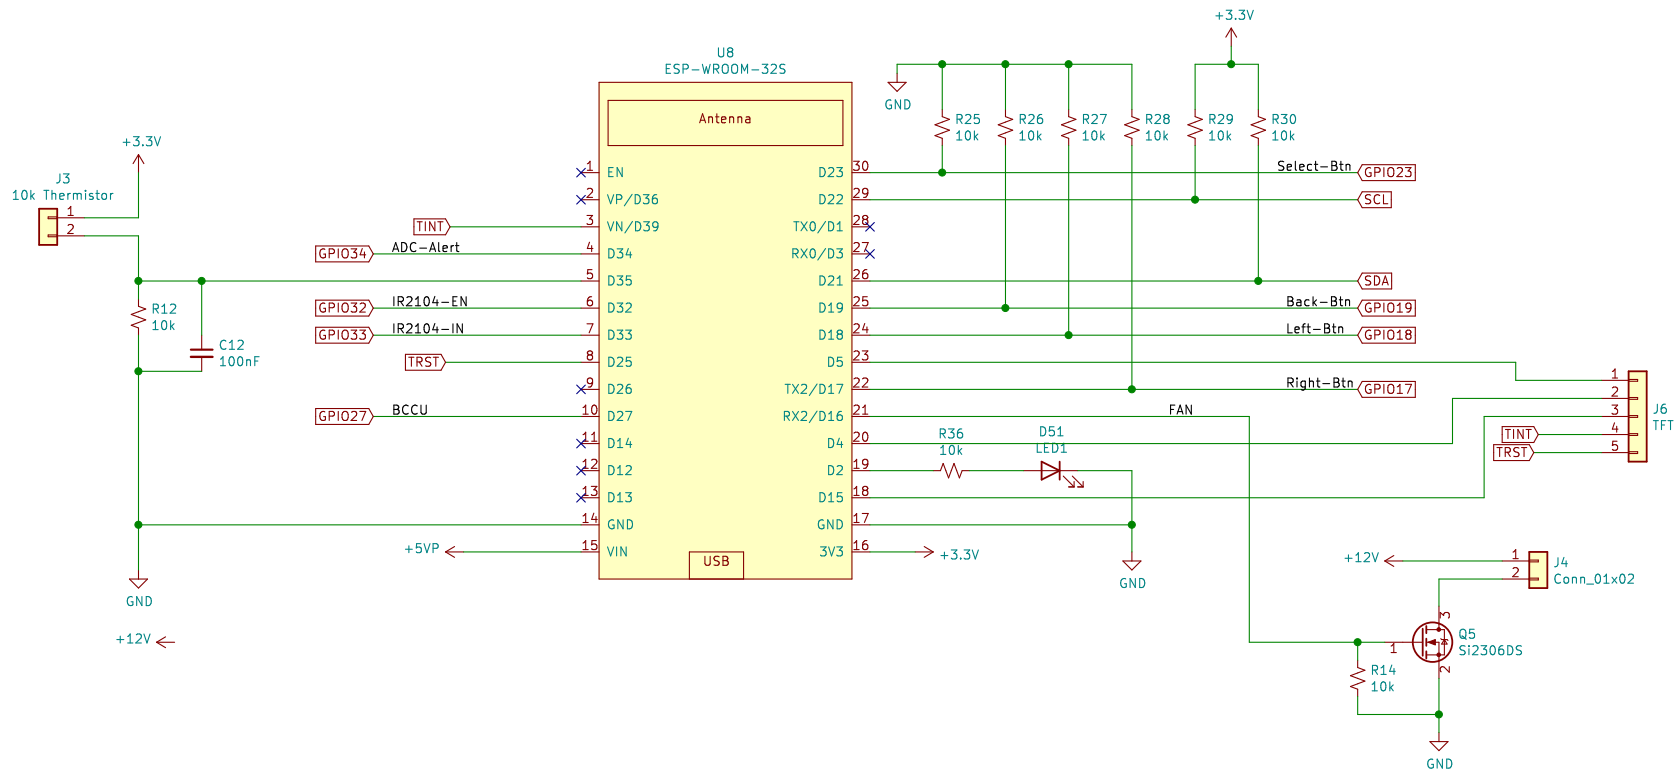 +3.3V
U8
ESP-WROOM-32S
Antenna
GND
R25
10k
R26
10k
R27
10k
R28
10k
R29
10k
R30
10k
+3.3V
J3
10k Thermistor
1
2
1 EN
2 VP/D36
TINT 3 VN/D39
GPIO34 ADC-Alert 4 D34
5 D35
GPIO32 IR2104-EN 6 D32
GPIO33 IR2104-IN 7 D33
TRST 8 D25
9 D26
GPIO27 BCCU 10 D27
11 D14
12 D12
13 D13
14 GND
+5VP 15 VIN
USB
R12
10k
C12
100nF
GND
+12V
D23 30 Select-Btn GPIO23
D22 29 SCL
TX0/D1 28
RX0/D3 27
D21 26 SDA
D19 25 Back-Btn GPIO19
D18 24 Left-Btn GPIO18
D5 23
TX2/D17 22 Right-Btn GPIO17
RX2/D16 21 FAN
D4 20
D2 19
D15 18
GND 17
3V3 16 +3.3V
R36
10k
D51
LED1
GND
1
2
3
TINT 4
TRST 5
J6
TFT
+12V 1
2
J4
Conn_01x02
3
1
2
Q5
Si2306DS
R14
10k
GND